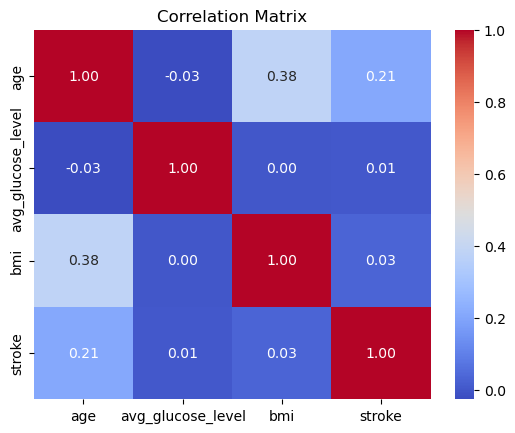 Correlation Matrix
age 1.00 -0.03 0.38 0.21
avg_glucose_level -0.03 1.00 0.00 0.01
bmi 0.38 0.00 1.00 0.03
stroke 0.21 0.01 0.03 1.00
age avg_glucose_level bmi stroke
1.0
0.8
0.6
0.4
0.2
0.0